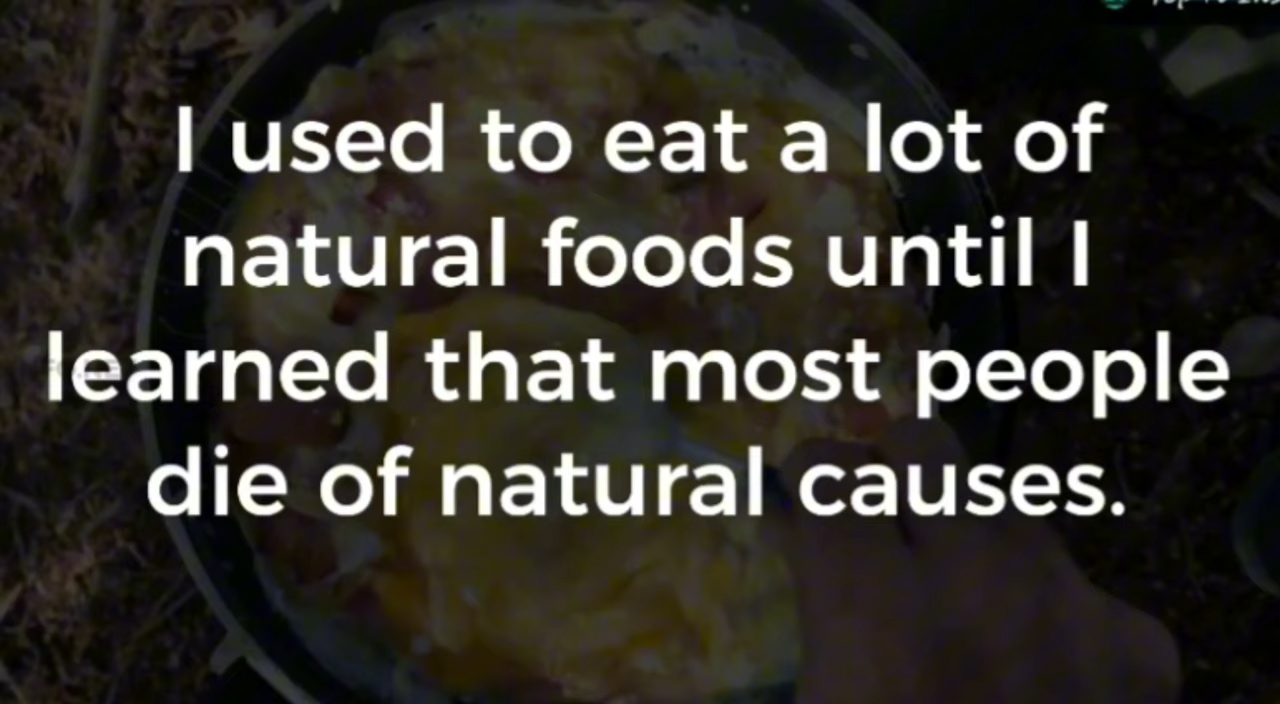 I used to eat a lot of
natural foods until I
learned that most people
die of natural causes.